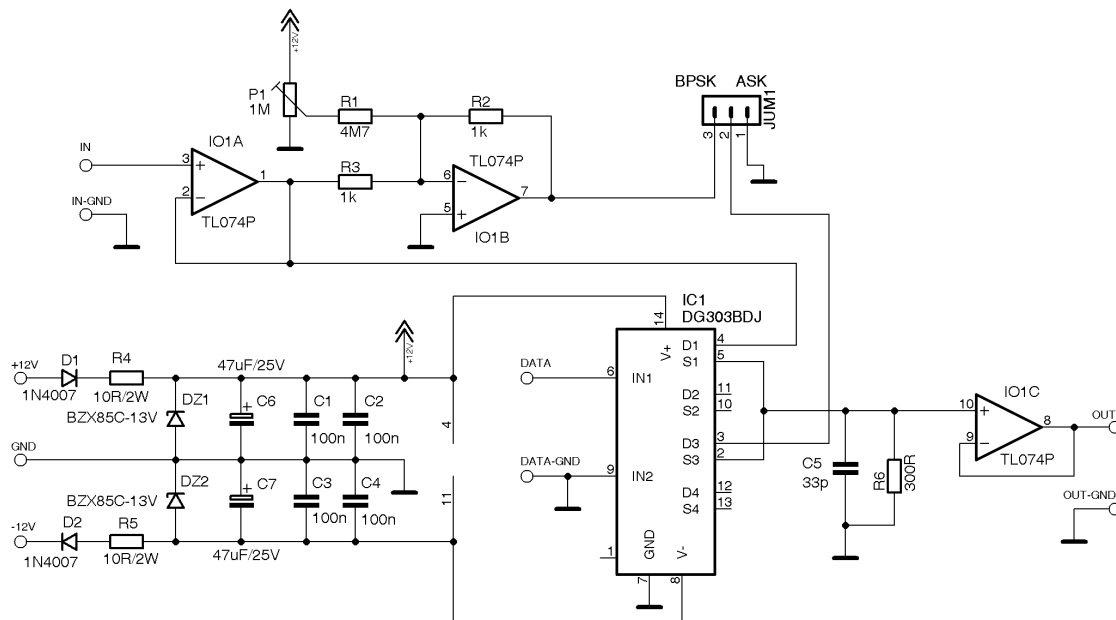 +12V
BPSK ASK
P1
1M
R1
4M7
R2
1k
JUM1
3
2
1
IN
IO1A
3
+
2
−
1
TL074P
R3
1k
TL074P
6
−
5
+
7
IO1B
IN-GND
IC1
DG303BDJ
14
V+
D1
4
S1
5
D2
11
S2
10
D3
3
S3
2
D4
12
S4
13
DATA
6
IN1
DATA-GND
9
IN2
1
GND
7
V-
8
+12V
D1
1N4007
R4
10R/2W
47uF/25V
+12V
BZX85C-13V
DZ1
+
C6
C1
100n
C2
100n
4
GND
BZX85C-13V
DZ2
+
C7
C3
100n
C4
100n
11
-12V
D2
1N4007
R5
10R/2W
47uF/25V
C5
33p
R6
300R
IO1C
10
+
9
−
8
TL074P
OUT
OUT-GND